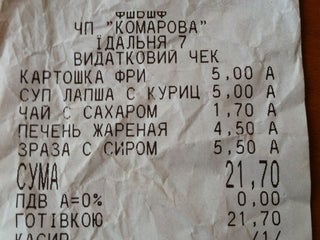 ЧП "КОМАРОВА"
ЇДАЛЬНЯ 7
ВИДАТКОВИЙ ЧЕК
КАРТОШКА ФРИ 5,00 А
СУП ЛАПША С КУРИЦ 5,00 А
ЧАЙ С САХАРОМ 1,70 А
ПЕЧЕНЬ ЖАРЕНАЯ 4,50 А
ЗРАЗА С СИРОМ 5,50 А
СУМА 21,70
ПДВ А=0% 0,00
ГОТІВКОЮ 21,70
КАСИР